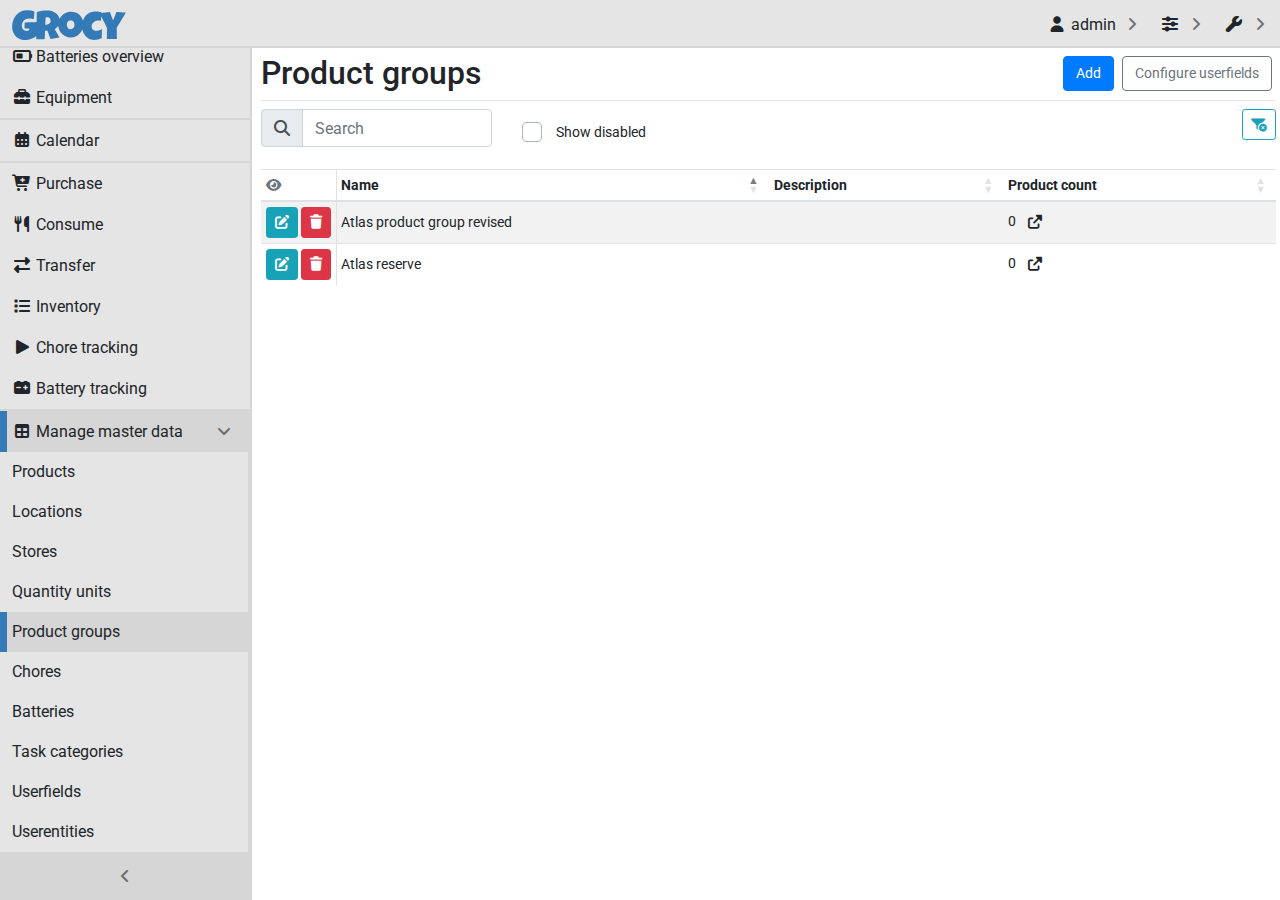 GROCY
admin
Batteries overview
Equipment
Calendar
Purchase
Consume
Transfer
Inventory
Chore tracking
Battery tracking
Manage master data
Products
Locations
Stores
Quantity units
Product groups
Chores
Batteries
Task categories
Userfields
Userentities
Product groups
Add
Configure userfields
Search
Show disabled
Name Description Product count
Atlas product group revised 0
Atlas reserve 0